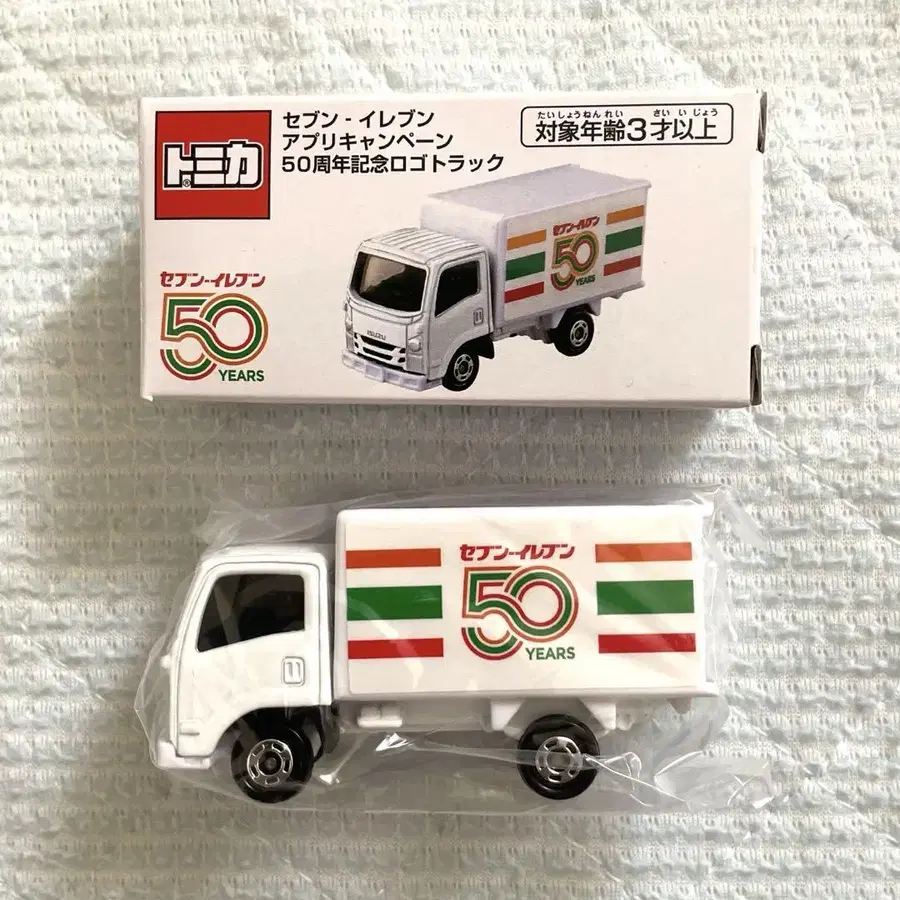 トミカ
®
セブン‐イレブン
アプリキャンペーン
50周年記念ロゴトラック
たいしょうねんれい さいいじょう
対象年齢3才以上
セブン-イレブン
50
YEARS
セブン-イレブン
50
YEARS
ISUZU
セブン-イレブン
50
YEARS